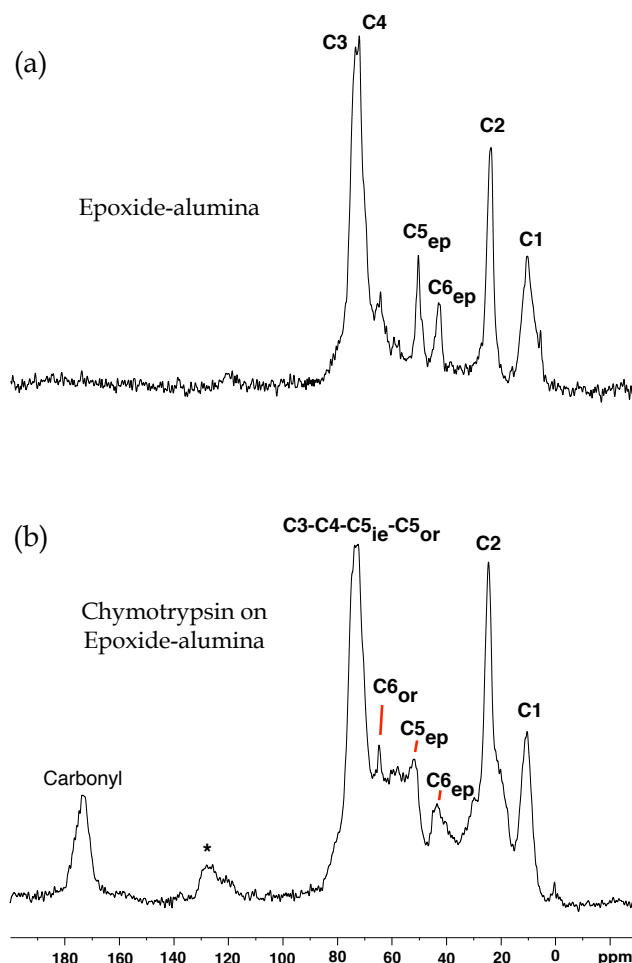 C3 C4
(a)
C2
Epoxide-alumina
C5ep
C1
C6ep
(b)
C3-C4-C5ie-C5or
C2
Chymotrypsin on
Epoxide-alumina
C6or
C5ep
C1
C6ep
Carbonyl
*
180 160 140 120 100 80 60 40 20 0 ppm